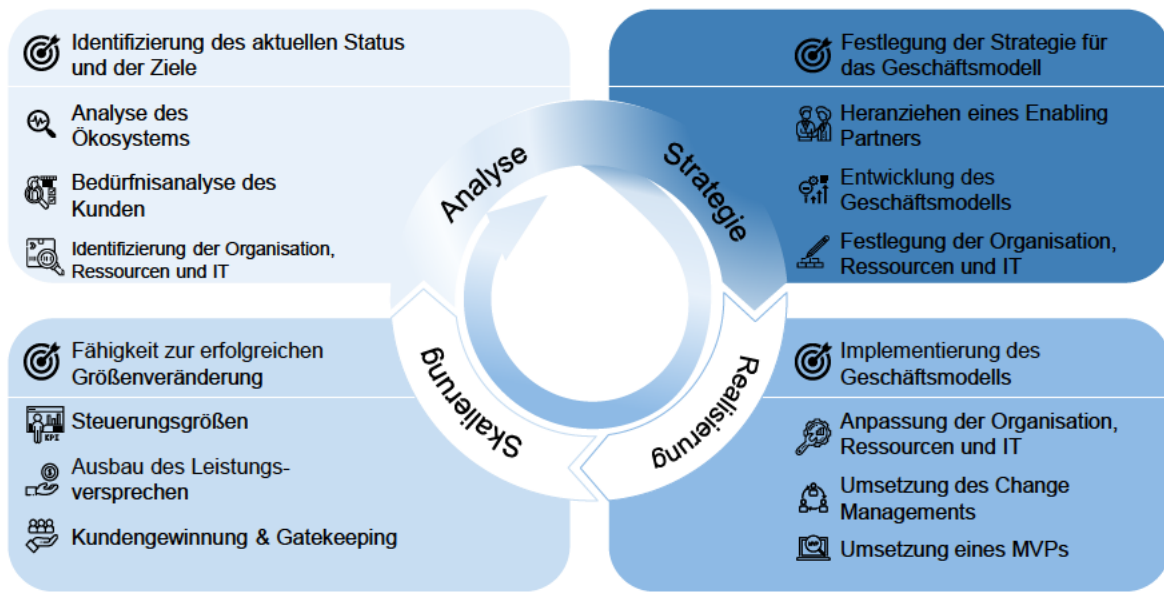 Identifizierung des aktuellen Status
und der Ziele
Analyse des
Ökosystems
Bedürfnisanalyse des
Kunden
Identifizierung der Organisation,
Ressourcen und IT
Festlegung der Strategie für
das Geschäftsmodell
Heranziehen eines Enabling
Partners
Entwicklung des
Geschäftsmodells
Festlegung der Organisation,
Ressourcen und IT
Analyse
Strategie
Skalierung
Realisierung
Fähigkeit zur erfolgreichen
Größenveränderung
KPI
Steuerungsgrößen
Ausbau des Leistungs-
versprechen
Kundengewinnung & Gatekeeping
Implementierung des
Geschäftsmodells
Anpassung der Organisation,
Ressourcen und IT
Umsetzung des Change
Managements
Umsetzung eines MVPs